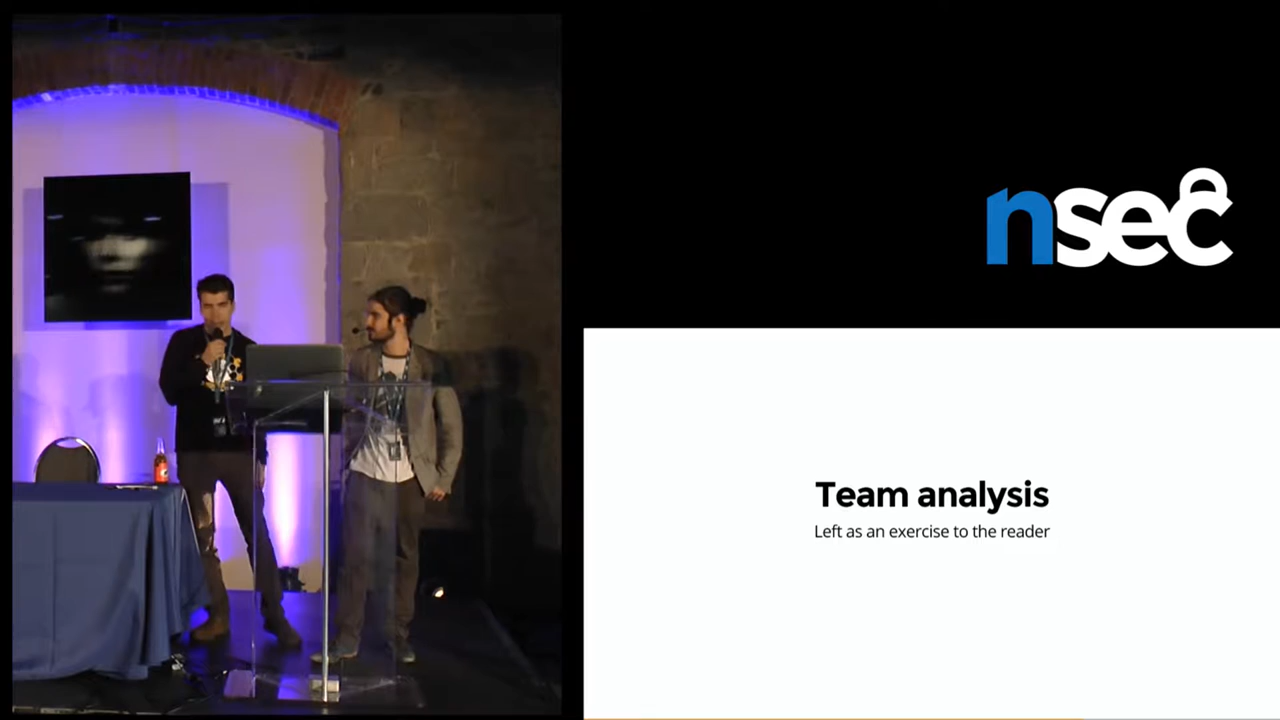 nsec
Team analysis
Left as an exercise to the reader